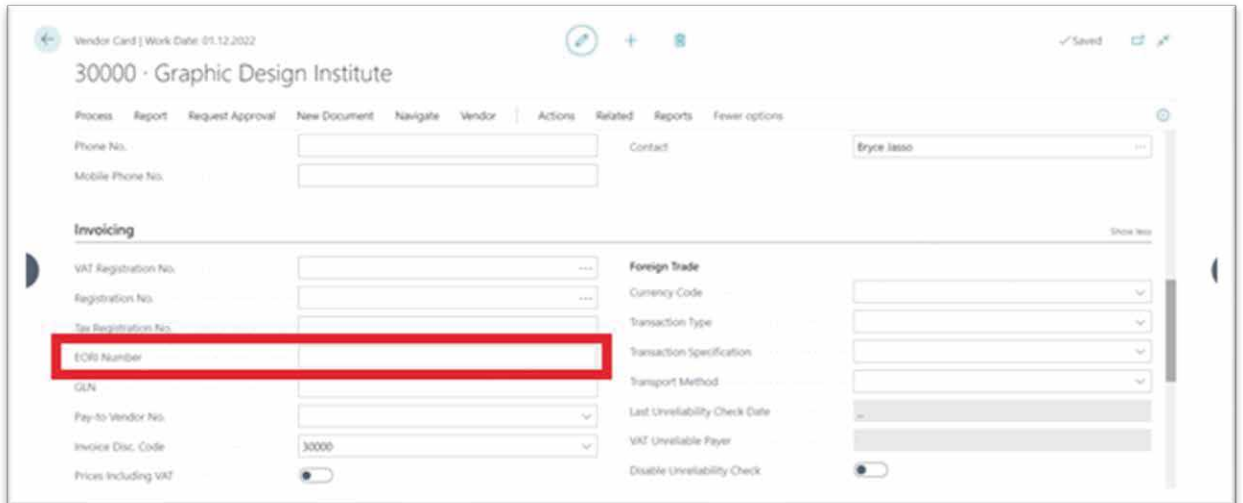 Vendor Card | Work Date: 01.12.2022
Saved
30000 · Graphic Design Institute
Process Report Request Approval New Document Navigate Vendor Actions Related Reports Fewer options
Phone No.
Mobile Phone No.
Contact
Bryce Jasso
Invoicing
Show less
VAT Registration No.
Registration No.
Tax Registration No.
EORI Number
GLN
Pay-to Vendor No.
Invoice Disc. Code
30000
Prices Including VAT
Foreign Trade
Currency Code
Transaction Type
Transaction Specification
Transport Method
Last Unreliability Check Date
VAT Unreliable Payer
Disable Unreliability Check